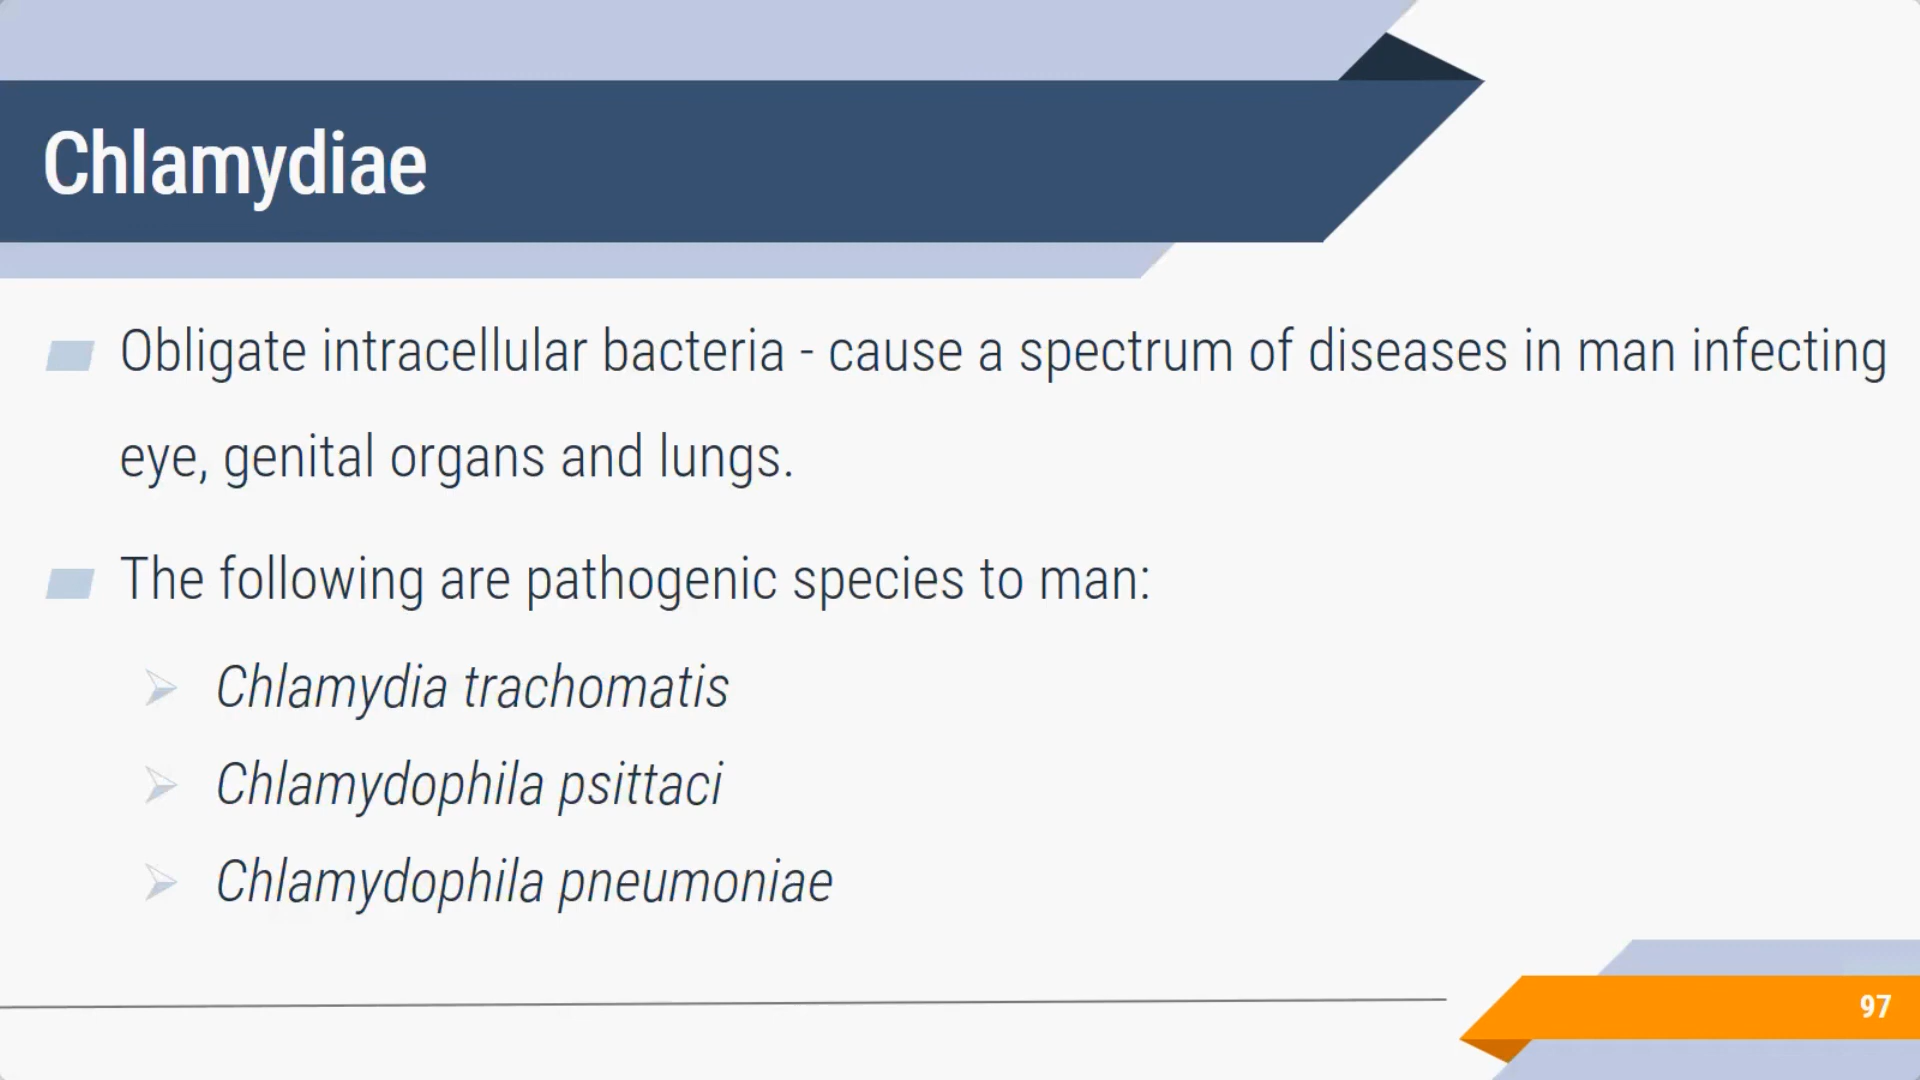 Chlamydiae
Obligate intracellular bacteria - cause a spectrum of diseases in man infecting
eye, genital organs and lungs.
The following are pathogenic species to man:
Chlamydia trachomatis
Chlamydophila psittaci
Chlamydophila pneumoniae
97